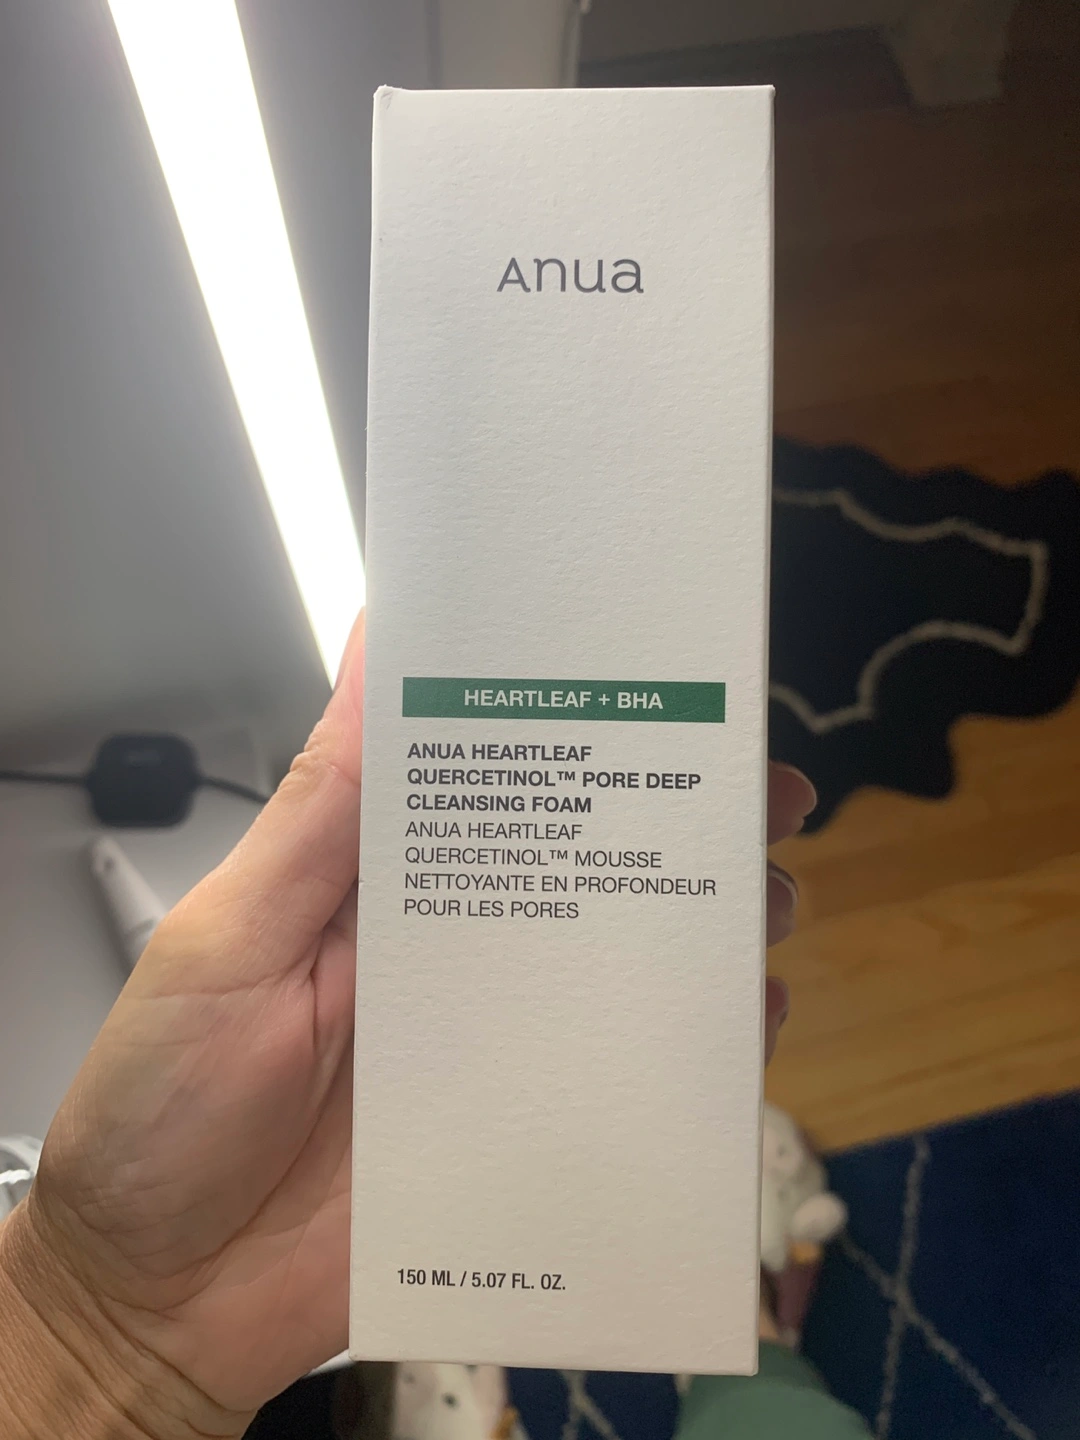 Anua
HEARTLEAF + BHA
ANUA HEARTLEAF
QUERCETINOL™ PORE DEEP
CLEANSING FOAM
ANUA HEARTLEAF
QUERCETINOL™ MOUSSE
NETTOYANTE EN PROFONDEUR
POUR LES PORES
150 ML / 5.07 FL. OZ.